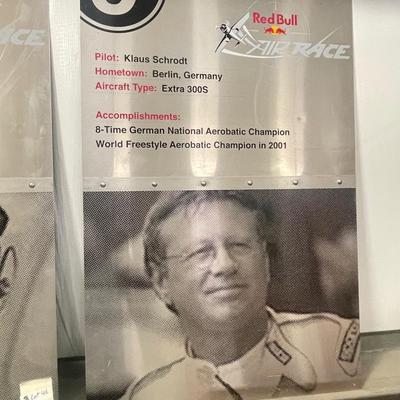 Red Bull
AIR RACE
RACE
Pilot: Klaus Schrodt
Hometown: Berlin, Germany
Aircraft Type: Extra 300S
Accomplishments:
8-Time German National Aerobatic Champion
World Freestyle Aerobatic Champion in 2001